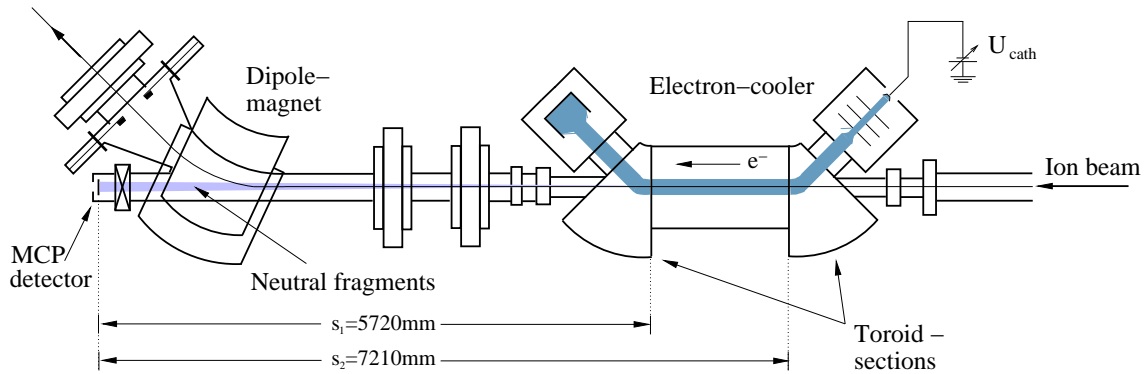 Dipole−
magnet
Electron−cooler
U cath
e⁻
Ion beam
MCP
detector
Neutral fragments
s₁=5720mm
s₂=7210mm
Toroid −
sections